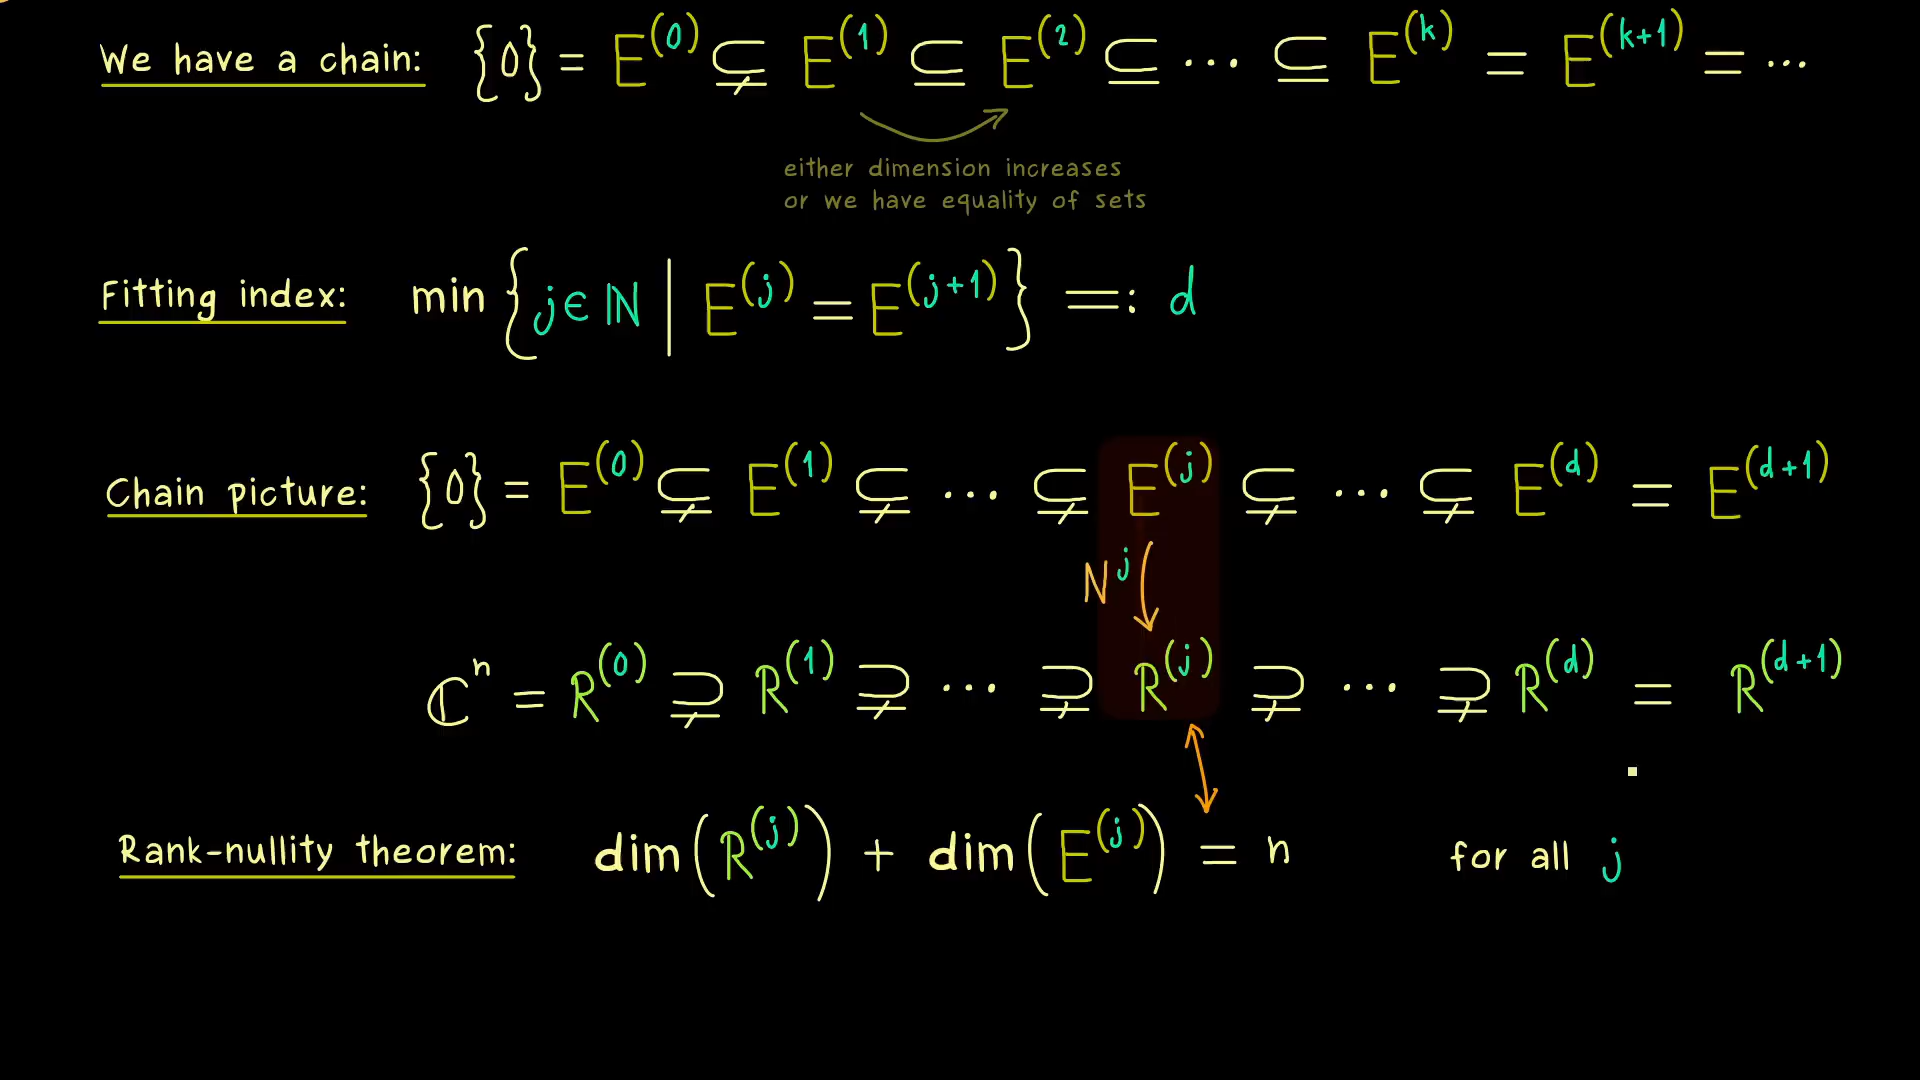 We have a chain: {0} = E^(0) ⊊ E^(1) ⊆ E^(2) ⊆ ⋯ ⊆ E^(k) = E^(k+1) = ⋯
either dimension increases
or we have equality of sets
Fitting index: min { j ∈ ℕ | E^(j) = E^(j+1) } =: d
Chain picture: {0} = E^(0) ⊊ E^(1) ⊊ ⋯ ⊊ E^(j) ⊊ ⋯ ⊊ E^(d) = E^(d+1)
N^j
ℂ^n = R^(0) ⊋ R^(1) ⊋ ⋯ ⊋ R^(j) ⊋ ⋯ ⊋ R^(d) = R^(d+1)
Rank-nullity theorem: dim(R^(j)) + dim(E^(j)) = n for all j